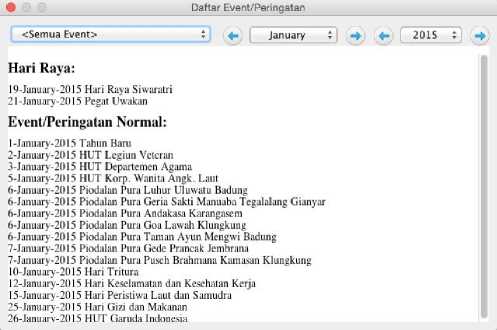 Daftar Event/Peringatan
<Semua Event>
January
2015
Hari Raya:
19-January-2015 Hari Raya Siwaratri
21-January-2015 Pegat Uwakan
Event/Peringatan Normal:
1-January-2015 Tahun Baru
2-January-2015 HUT Legiun Veteran
3-January-2015 HUT Departemen Agama
5-January-2015 HUT Korp. Wanita Angk. Laut
6-January-2015 Piodalan Pura Luhur Uluwatu Badung
6-January-2015 Piodalan Pura Geria Sakti Manuaba Tegalalang Gianyar
6-January-2015 Piodalan Pura Andakasa Karangasem
6-January-2015 Piodalan Pura Goa Lawah Klungkung
6-January-2015 Piodalan Pura Taman Ayun Mengwi Badung
7-January-2015 Piodalan Pura Gede Prancak Jembrana
7-January-2015 Piodalan Pura Puseh Brahmana Kamasan Klungkung
10-January-2015 Hari Tritura
12-January-2015 Hari Keselamatan dan Kesehatan Kerja
15-January-2015 Hari Peristiwa Laut dan Samudra
25-January-2015 Hari Gizi dan Makanan
26-January-2015 HUT Garuda Indonesia